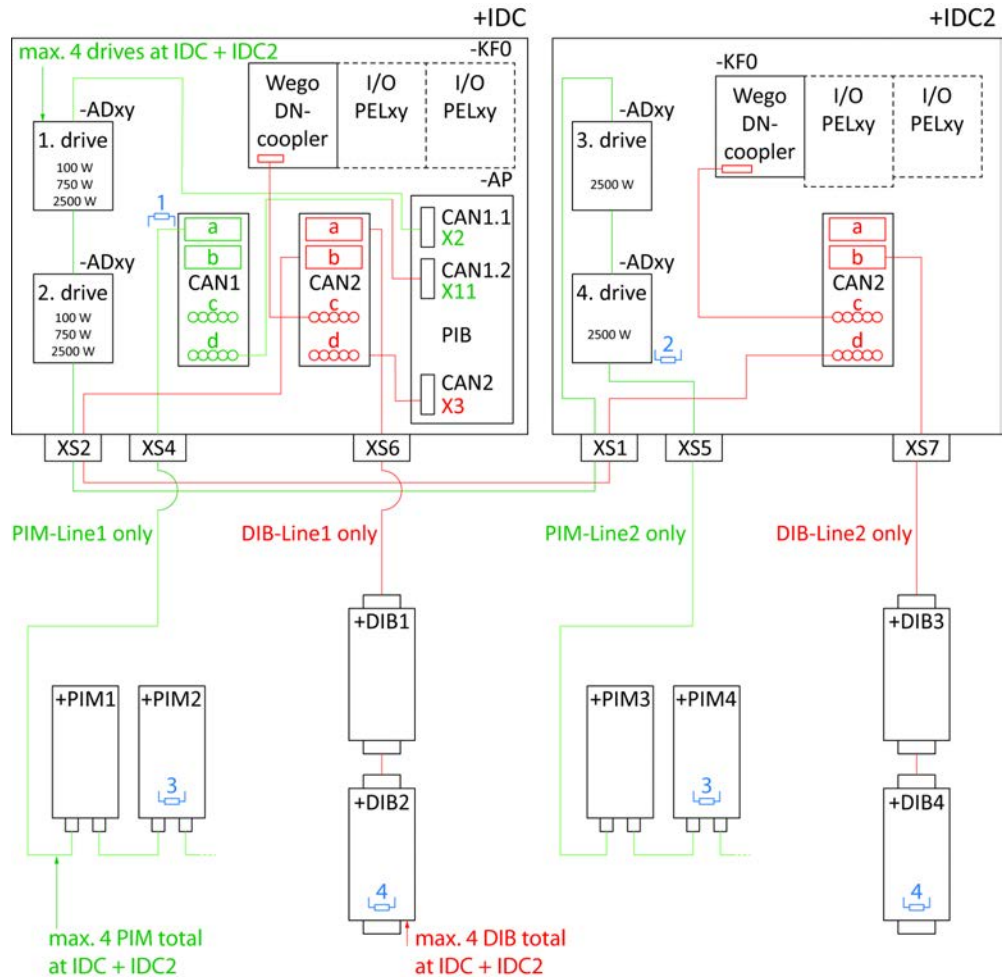 +IDC
+IDC2
max. 4 drives at IDC + IDC2
-KF0
-ADxy
1. drive
100 W
750 W
2500 W
Wego
DN-
coopler
I/O
PELxy
I/O
PELxy
-AP
1
a
b
CAN1
c
d
a
b
CAN2
c
d
CAN1.1
X2
CAN1.2
X11
PIB
CAN2
X3
-ADxy
2. drive
100 W
750 W
2500 W
XS2
XS4
XS6
-KF0
-ADxy
3. drive
2500 W
Wego
DN-
coopler
I/O
PELxy
I/O
PELxy
-ADxy
4. drive
2500 W
2
a
b
CAN2
c
d
XS1
XS5
XS7
PIM-Line1 only
DIB-Line1 only
PIM-Line2 only
DIB-Line2 only
+DIB1
+DIB3
+PIM1
+PIM2
3
+PIM3
+PIM4
3
+DIB2
4
+DIB4
4
max. 4 PIM total
at IDC + IDC2
max. 4 DIB total
at IDC + IDC2